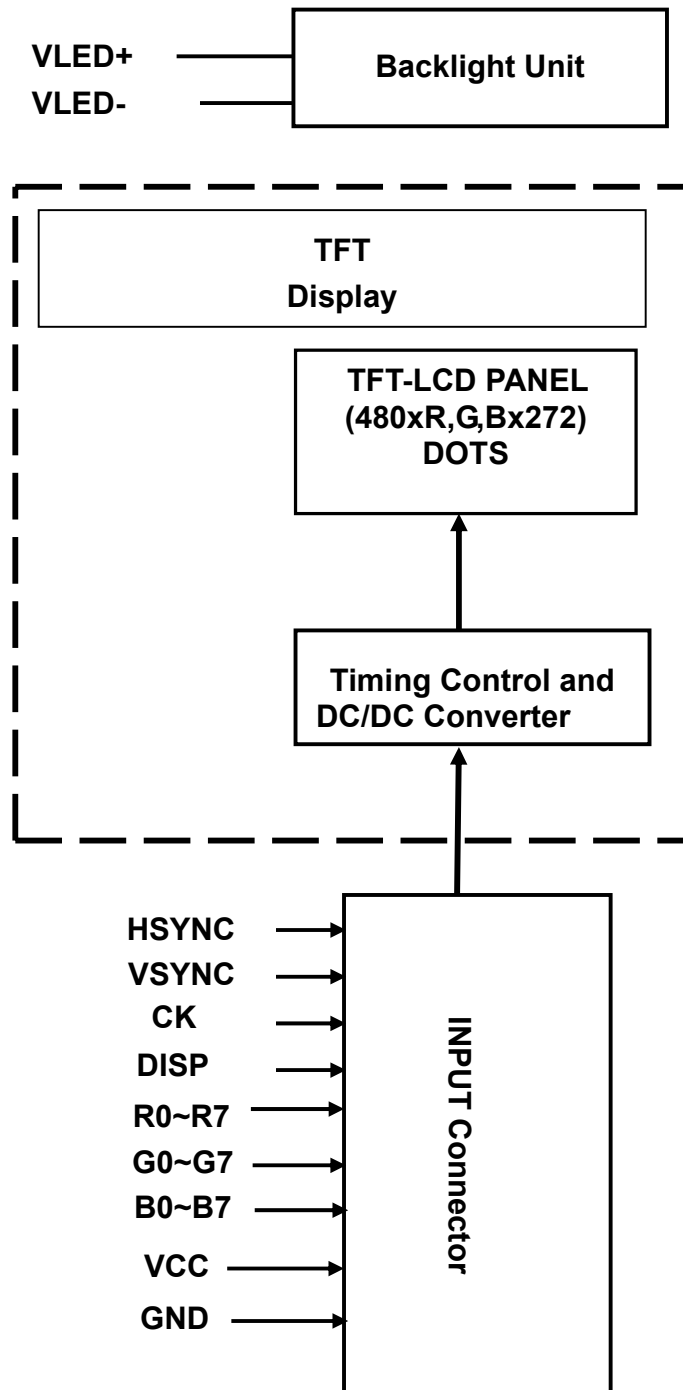 VLED+
VLED-
Backlight Unit
TFT
Display
TFT-LCD PANEL
(480xR,G,Bx272)
DOTS
Timing Control and
DC/DC Converter
HSYNC
VSYNC
CK
DISP
R0~R7
G0~G7
B0~B7
VCC
GND
INPUT Connector